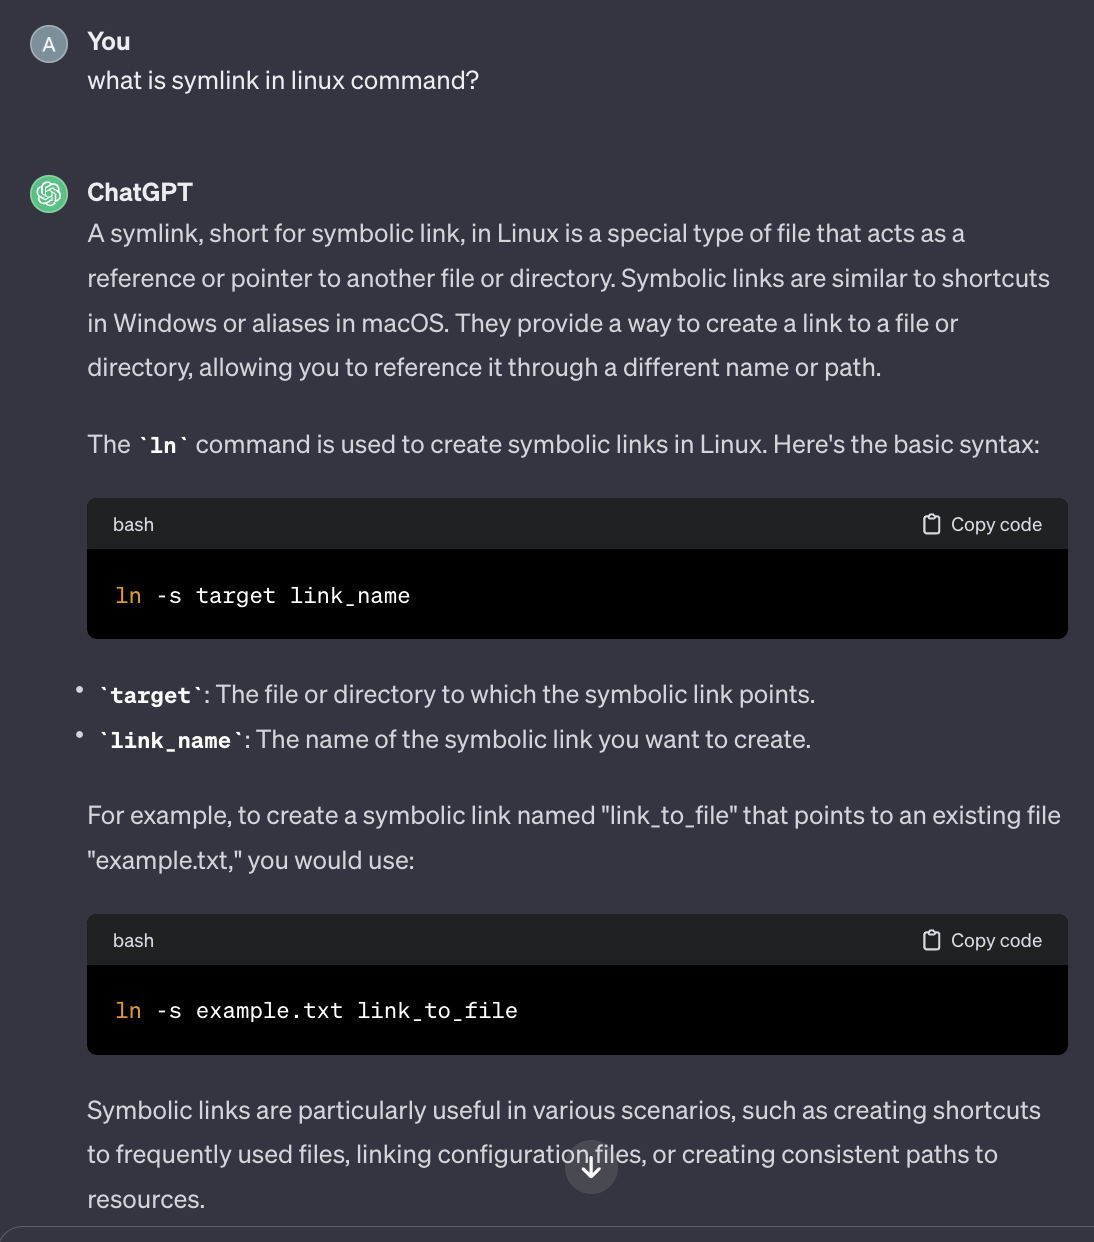 A
You
what is symlink in linux command?
ChatGPT
A symlink, short for symbolic link, in Linux is a special type of file that acts as a
reference or pointer to another file or directory. Symbolic links are similar to shortcuts
in Windows or aliases in macOS. They provide a way to create a link to a file or
directory, allowing you to reference it through a different name or path.
The `ln` command is used to create symbolic links in Linux. Here's the basic syntax:
bash Copy code
ln -s target link_name
• `target`: The file or directory to which the symbolic link points.
• `link_name`: The name of the symbolic link you want to create.
For example, to create a symbolic link named "link_to_file" that points to an existing file
"example.txt," you would use:
bash Copy code
ln -s example.txt link_to_file
Symbolic links are particularly useful in various scenarios, such as creating shortcuts
to frequently used files, linking configuration files, or creating consistent paths to
resources.